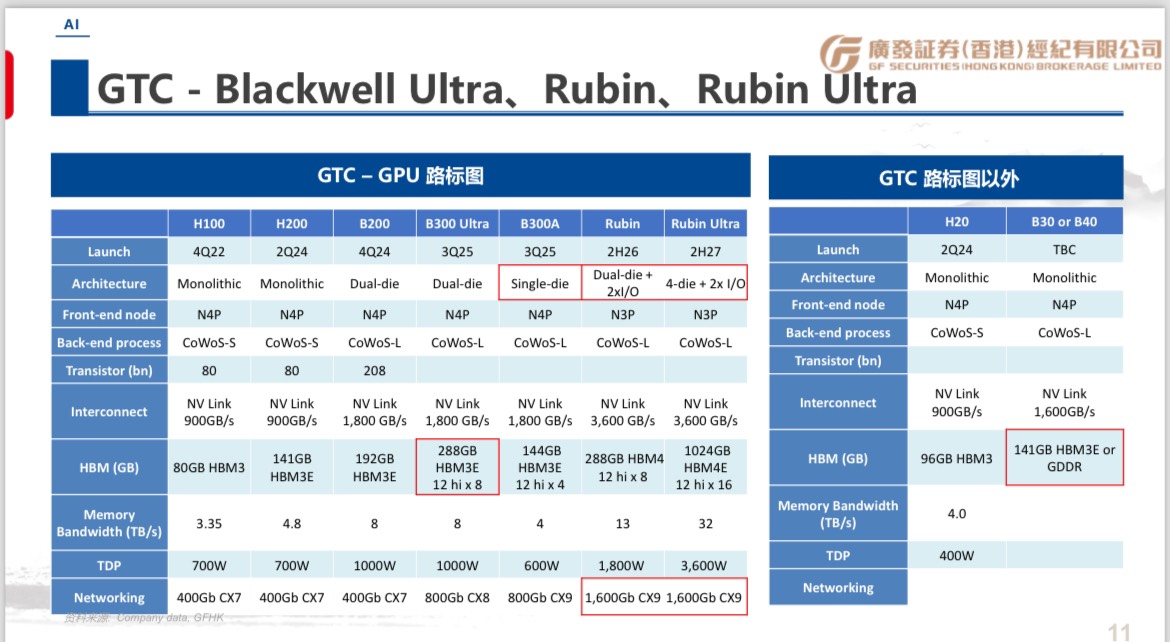 AI
廣發証券(香港)經紀有限公司
GF SECURITIES (HONG KONG) BROKERAGE LIMITED
GTC - Blackwell Ultra、Rubin、Rubin Ultra
GTC – GPU 路标图
H100 H200 B200 B300 Ultra B300A Rubin Rubin Ultra
Launch 4Q22 2Q24 4Q24 3Q25 3Q25 2H26 2H27
Architecture Monolithic Monolithic Dual-die Dual-die Single-die Dual-die + 2xI/O 4-die + 2x I/O
Front-end node N4P N4P N4P N4P N4P N3P N3P
Back-end process CoWoS-S CoWoS-S CoWoS-L CoWoS-L CoWoS-L CoWoS-L CoWoS-L
Transistor (bn) 80 80 208
Interconnect NV Link 900GB/s NV Link 900GB/s NV Link 1,800 GB/s NV Link 1,800 GB/s NV Link 1,800 GB/s NV Link 3,600 GB/s NV Link 3,600 GB/s
HBM (GB) 80GB HBM3 141GB HBM3E 192GB HBM3E 288GB HBM3E 12 hi x 8 144GB HBM3E 12 hi x 4 288GB HBM4 12 hi x 8 1024GB HBM4E 12 hi x 16
Memory Bandwidth (TB/s) 3.35 4.8 8 8 4 13 32
TDP 700W 700W 1000W 1000W 600W 1,800W 3,600W
Networking 400Gb CX7 400Gb CX7 400Gb CX7 800Gb CX8 800Gb CX9 1,600Gb CX9 1,600Gb CX9
资料来源: Company data, GFHK
GTC 路标图以外
H20 B30 or B40
Launch 2Q24 TBC
Architecture Monolithic Monolithic
Front-end node N4P N4P
Back-end process CoWoS-S CoWoS-L
Transistor (bn)
Interconnect NV Link 900GB/s NV Link 1,600GB/s
HBM (GB) 96GB HBM3 141GB HBM3E or GDDR
Memory Bandwidth (TB/s) 4.0
TDP 400W
Networking
11